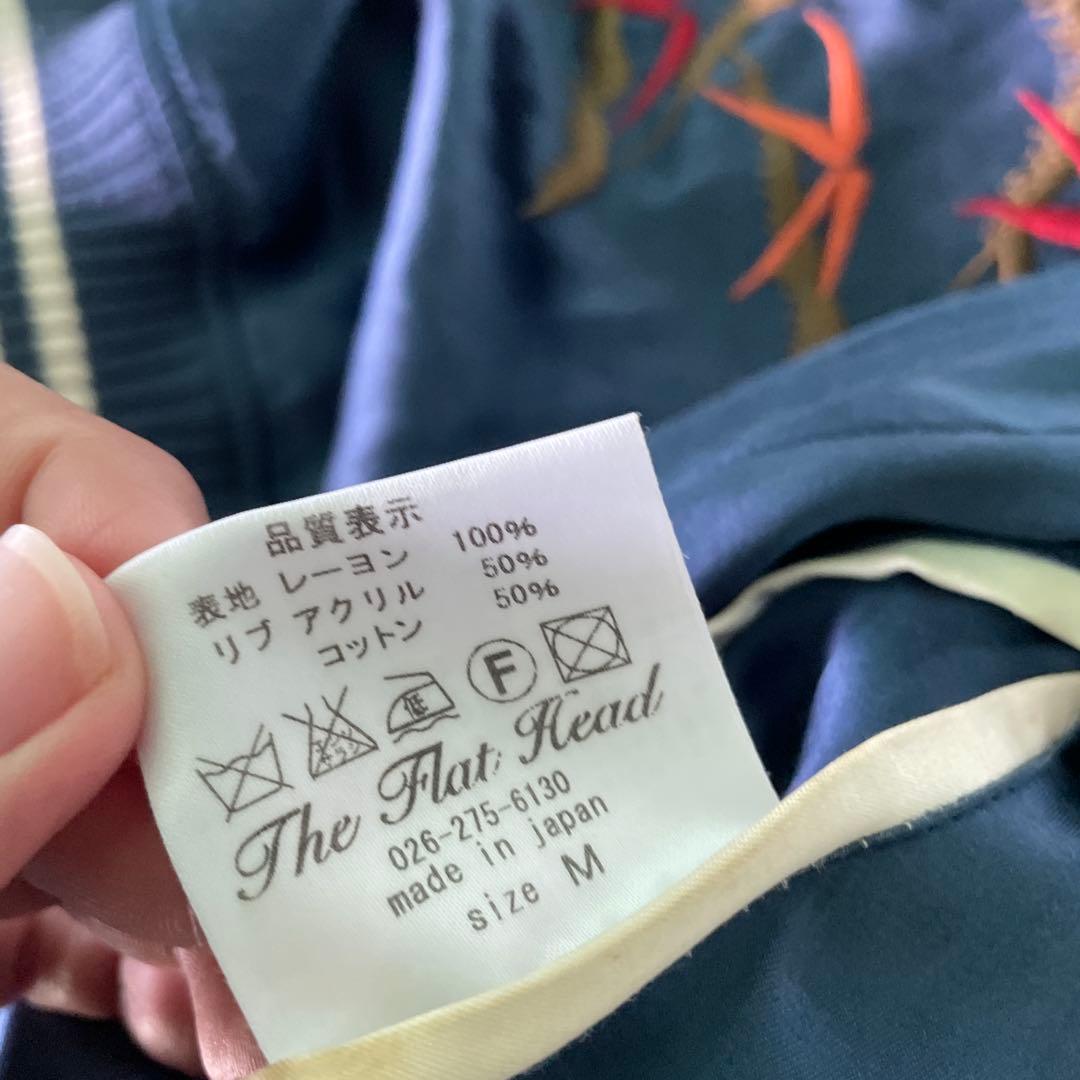 品質表示
表地 レーヨン 100%
リブ アクリル 50%
コットン 50%
低 F
The Flat Head
026-275-6130
made in japan
size M